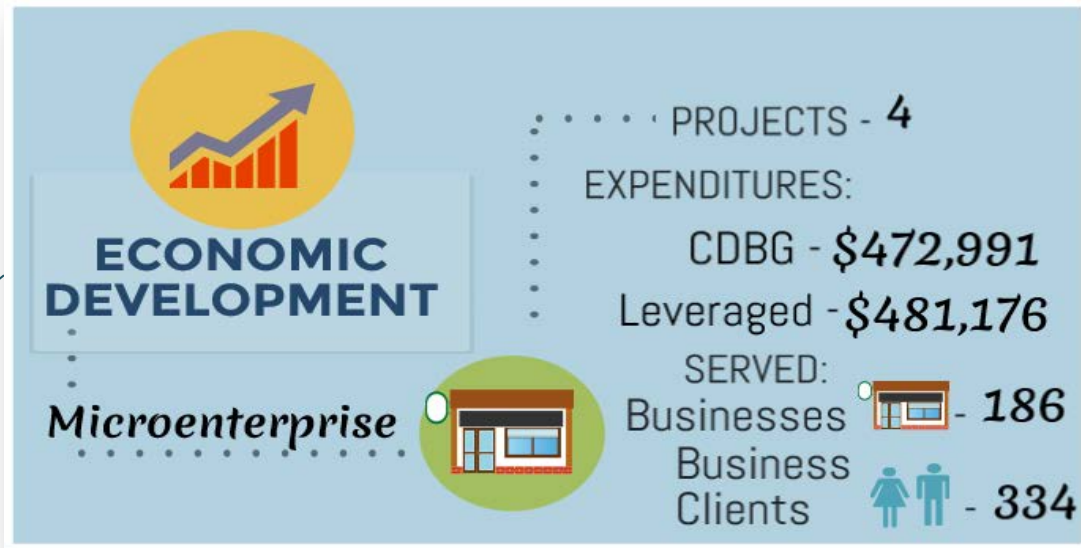 ECONOMIC
DEVELOPMENT
Microenterprise
PROJECTS - 4
EXPENDITURES:
CDBG - $472,991
Leveraged - $481,176
SERVED:
Businesses - 186
Business
Clients - 334